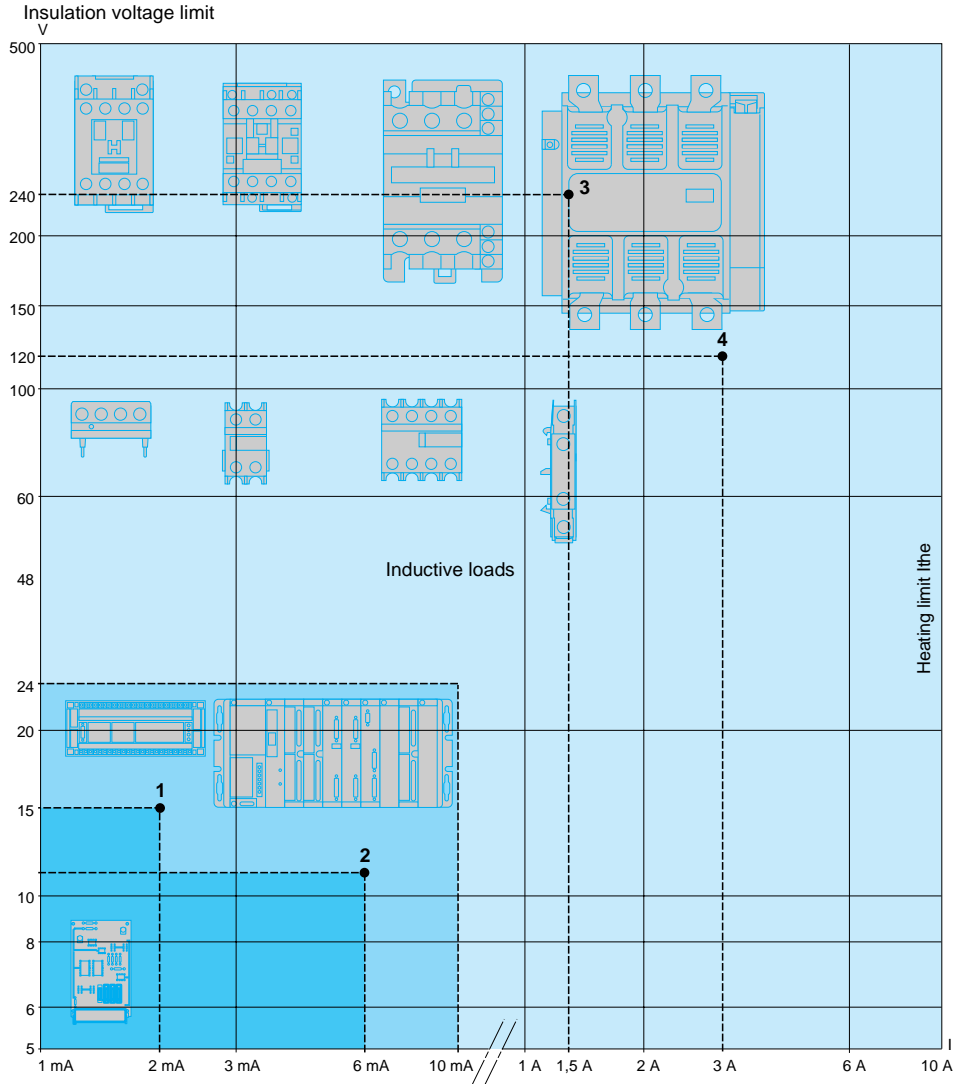 Insulation voltage limit
V
500
240
3
200
150
120
4
100
60
48
Inductive loads
Heating limit Ithe
24
20
15
1
2
10
8
6
5
I
1 mA
2 mA
3mA
6 mA
10 mA
1 A
1,5 A
2 A
3 A
6 A
10 A